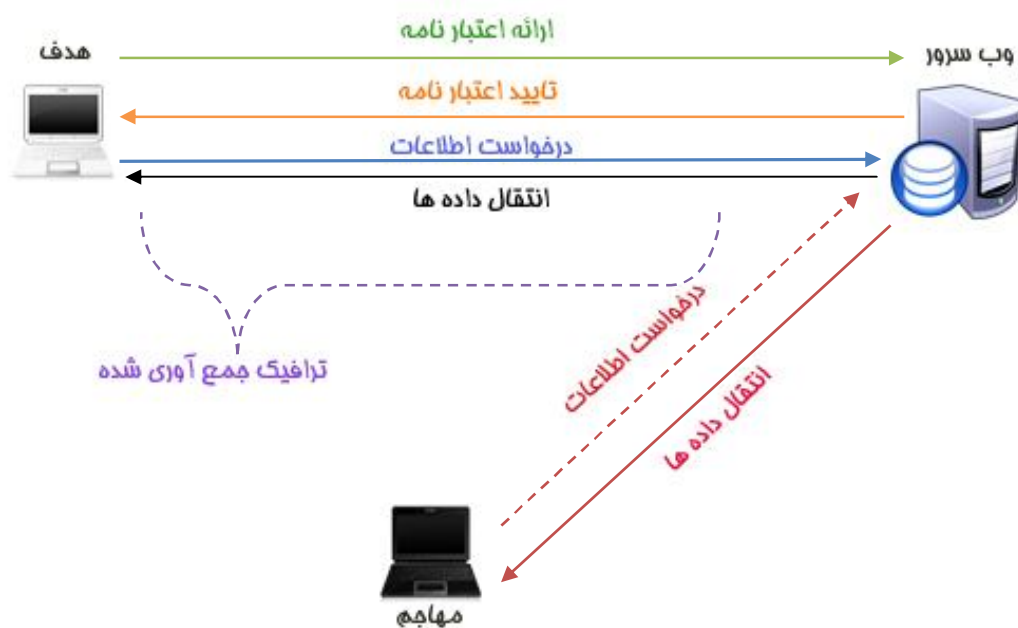 ارائه اعتبار نامه
هدف
وب سرور
تایید اعتبار نامه
درخواست اطلاعات
انتقال داده ها
درخواست اطلاعات
ترافیک جمع آوری شده
انتقال داده ها
مهاجم